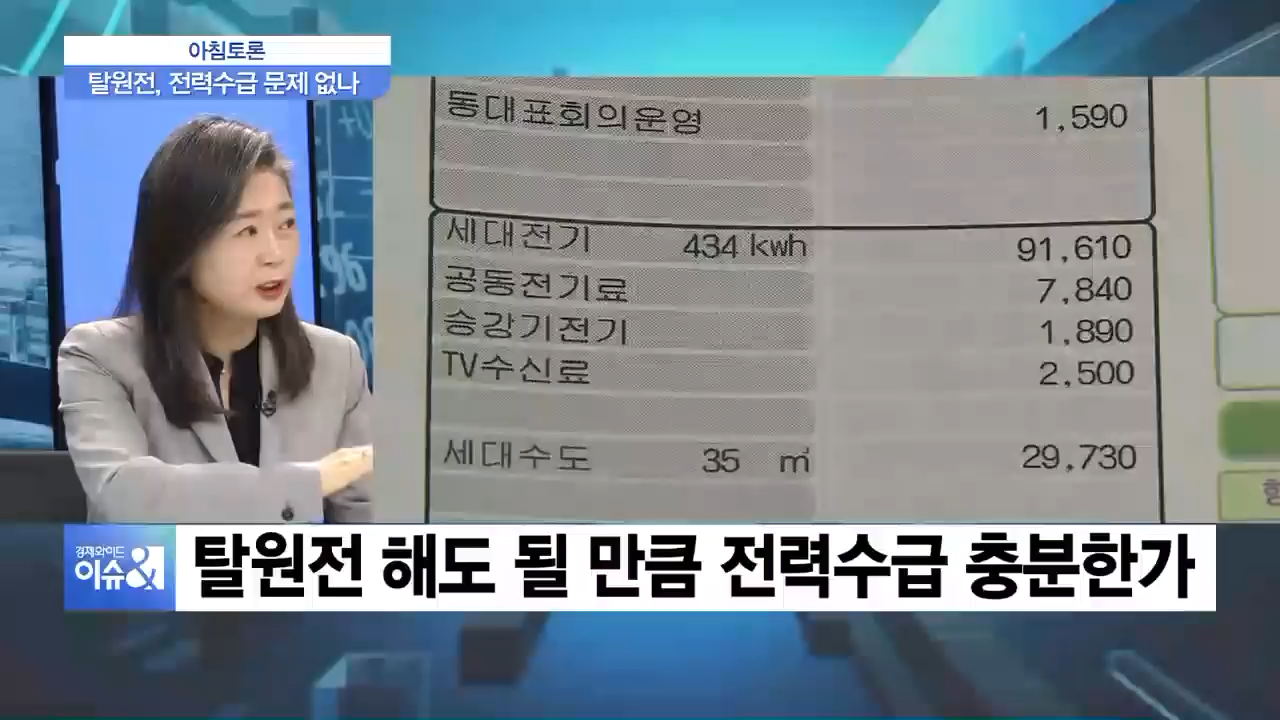 아침토론
탈원전, 전력수급 문제 없나
동대표회의운영 1,590
세대전기 434 kwh 91,610
공동전기료 7,840
승강기전기 1,890
TV수신료 2,500
세대수도 35 ㎥ 29,730
경제와이드
이슈&
탈원전 해도 될 만큼 전력수급 충분한가